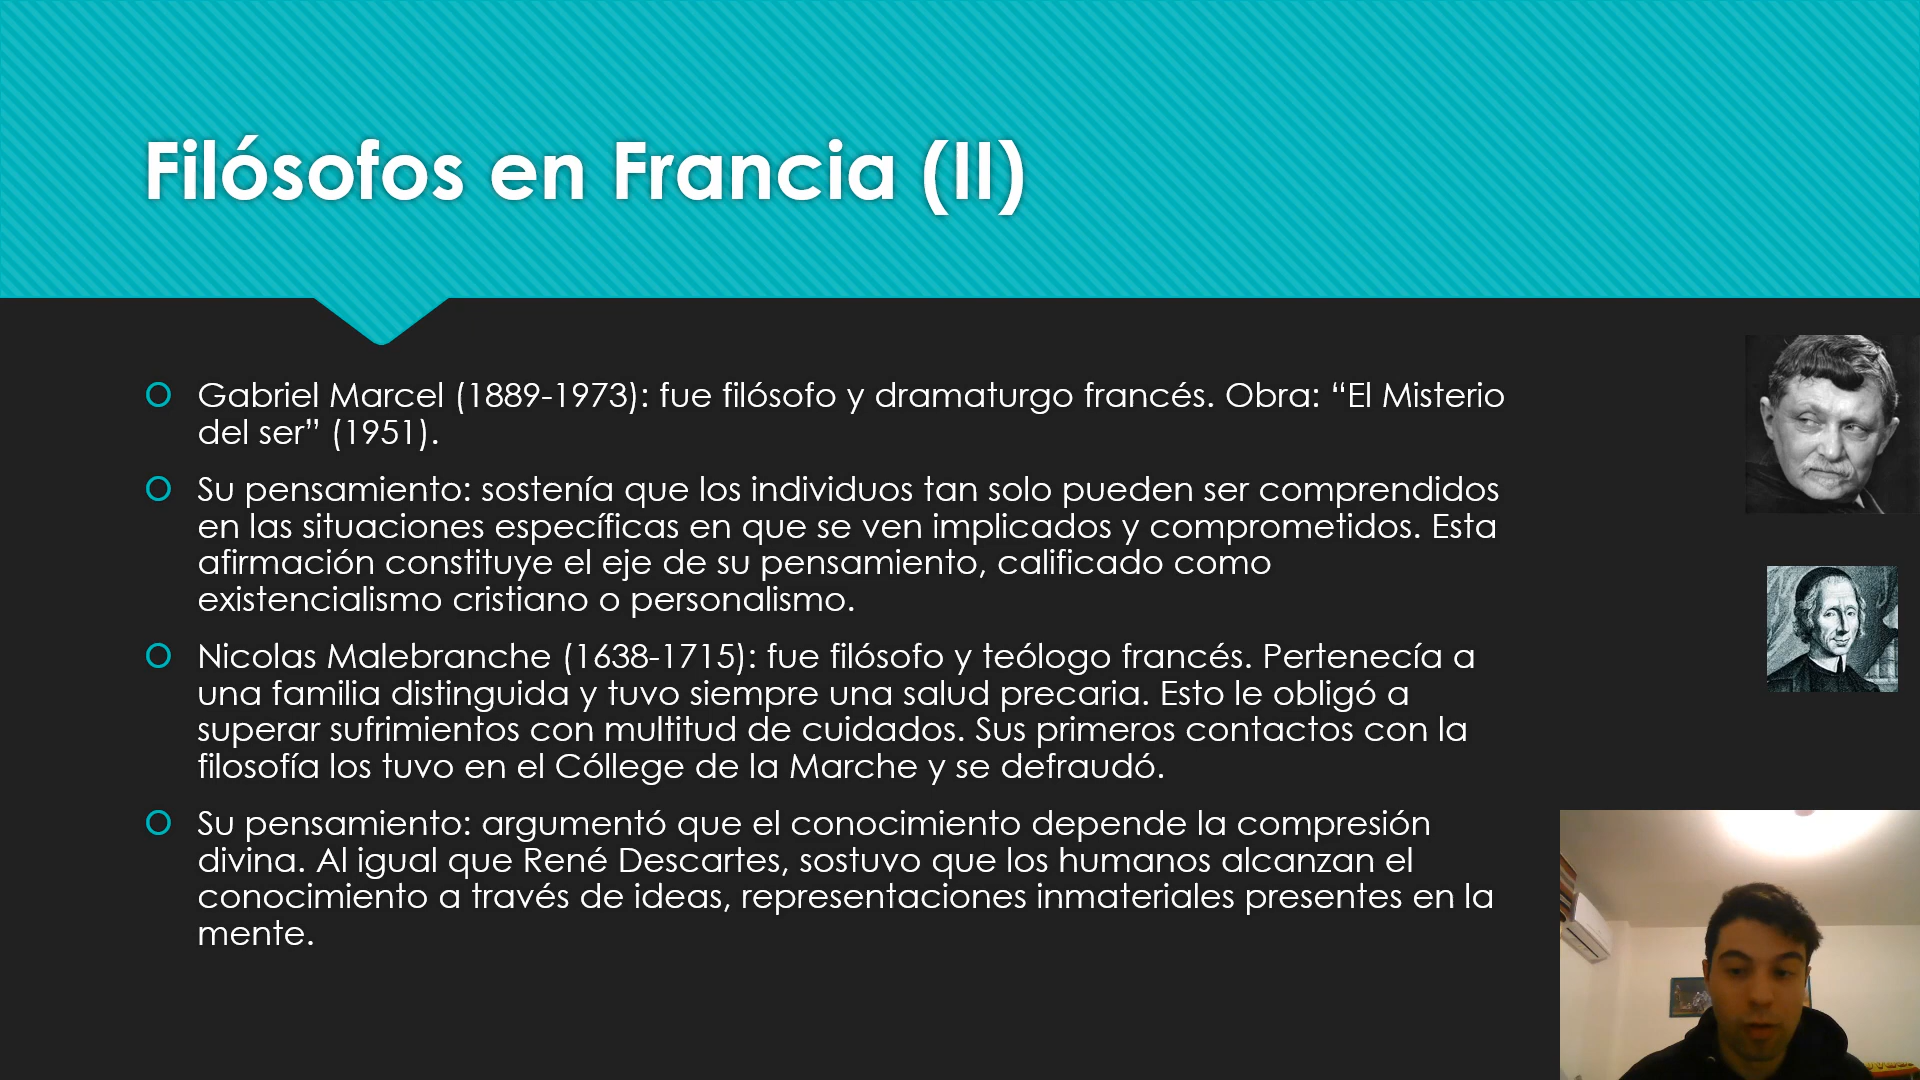 Filósofos en Francia (II)
Gabriel Marcel (1889-1973): fue filósofo y dramaturgo francés. Obra: “El Misterio
del ser” (1951).
Su pensamiento: sostenía que los individuos tan solo pueden ser comprendidos
en las situaciones específicas en que se ven implicados y comprometidos. Esta
afirmación constituye el eje de su pensamiento, calificado como
existencialismo cristiano o personalismo.
Nicolas Malebranche (1638-1715): fue filósofo y teólogo francés. Pertenecía a
una familia distinguida y tuvo siempre una salud precaria. Esto le obligó a
superar sufrimientos con multitud de cuidados. Sus primeros contactos con la
filosofía los tuvo en el Cóllege de la Marche y se defraudó.
Su pensamiento: argumentó que el conocimiento depende la compresión
divina. Al igual que René Descartes, sostuvo que los humanos alcanzan el
conocimiento a través de ideas, representaciones inmateriales presentes en la
mente.